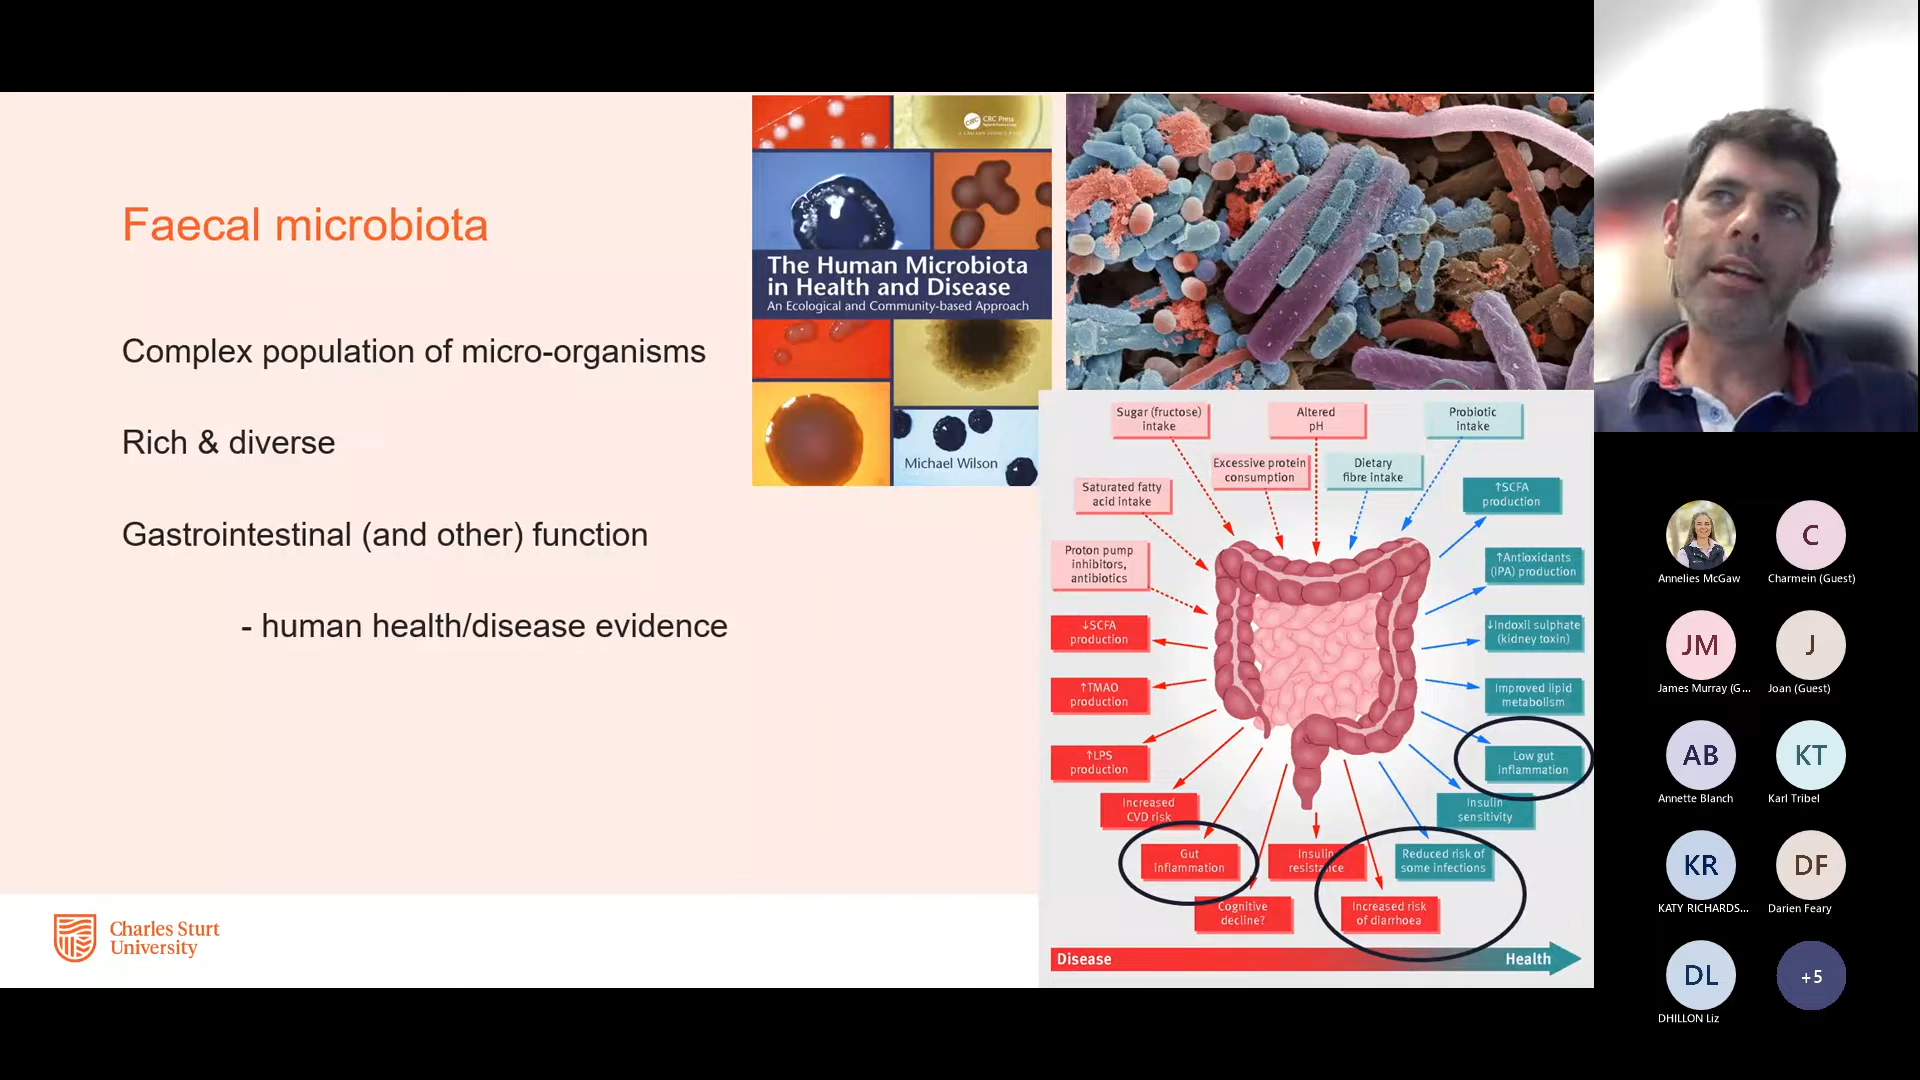 Faecal microbiota
Complex population of micro-organisms
Rich & diverse
Gastrointestinal (and other) function
- human health/disease evidence
Charles Sturt
University
CRC Press
The Human Microbiota
in Health and Disease
An Ecological and Community-based Approach
Michael Wilson
Sugar (fructose)
intake
Altered
pH
Probiotic
intake
Excessive protein
consumption
Dietary
fibre intake
Saturated fatty
acid intake
↑SCFA
production
Proton pump
inhibitors,
antibiotics
↑Antioxidants
(IPA) production
↓SCFA
production
↓Indoxil sulphate
(kidney toxin)
↑TMAO
production
Improved lipid
metabolism
↑LPS
production
Low gut
inflammation
Increased
CVD risk
Insulin
sensitivity
Gut
inflammation
Insulin
resistance
Reduced risk of
some infections
Cognitive
decline?
Increased risk
of diarrhoea
Disease
Health
Annelies McGaw
C
Charmein (Guest)
JM
James Murray (G...
J
Joan (Guest)
AB
Annette Blanch
KT
Karl Tribel
KR
KATY RICHARDS...
DF
Darien Feary
DL
DHILLON Liz
+5